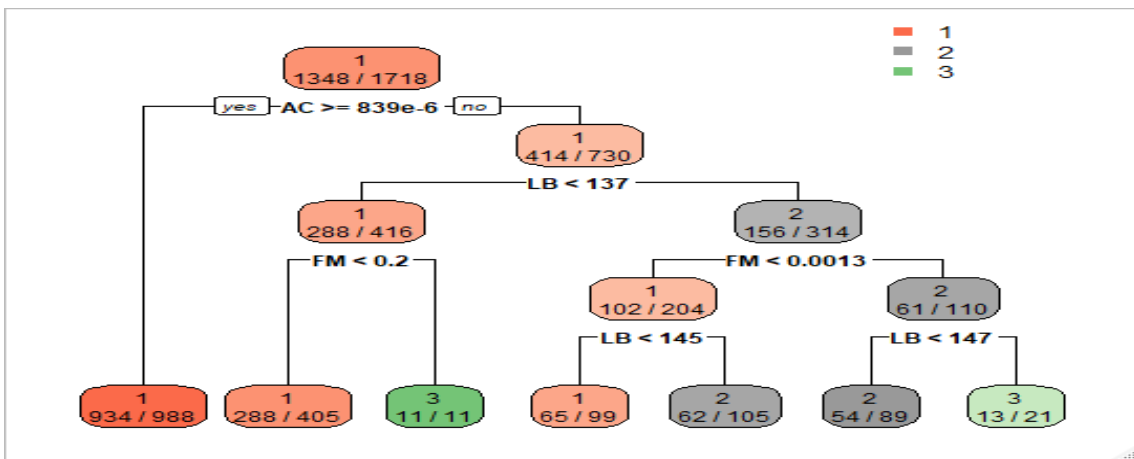 1
2
3
1
1348 / 1718
yes AC >= 839e-6 no
1
414 / 730
LB < 137
1
288 / 416
2
156 / 314
FM < 0.2
FM < 0.0013
1
102 / 204
2
61 / 110
LB < 145
LB < 147
1
934 / 988
1
288 / 405
3
11 / 11
1
65 / 99
2
62 / 105
2
54 / 89
3
13 / 21